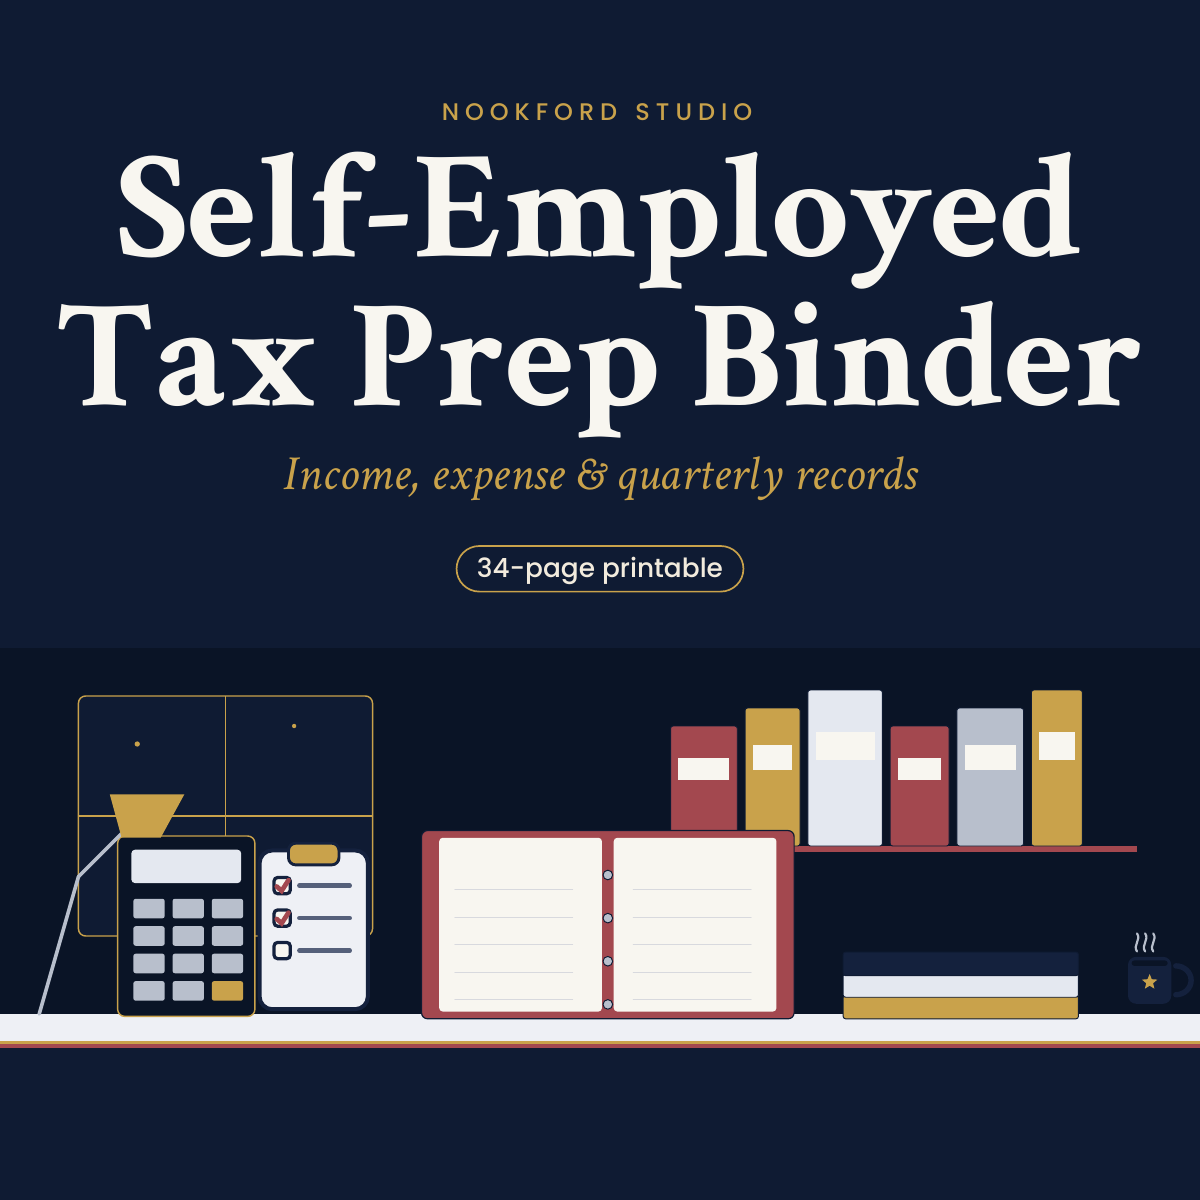 NOOKFORD STUDIO
Self-Employed
Tax Prep Binder
Income, expense & quarterly records
34-page printable